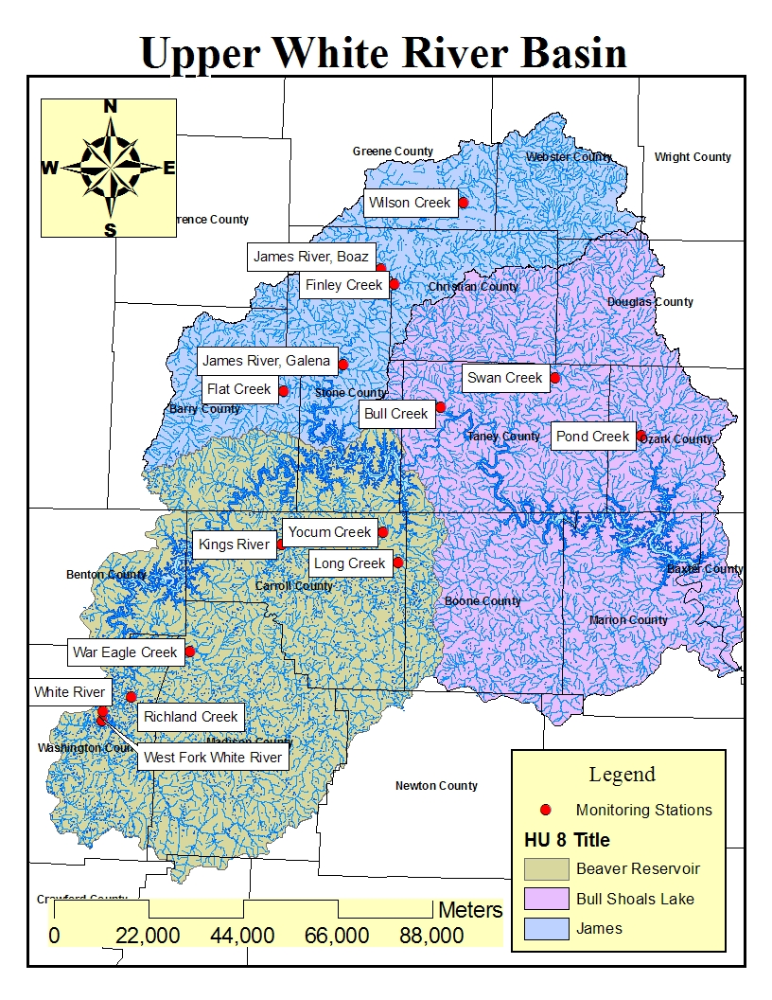 Upper White River Basin
N
W
E
S
Greene County
Webster County
Wright County
rence County
Wilson Creek
James River, Boaz
Finley Creek
Christian County
Douglas County
James River, Galena
Flat Creek
Stone County
Barry County
Swan Creek
Bull Creek
Taney County
Pond Creek
Ozark County
Kings River
Yocum Creek
Long Creek
Benton County
Carroll County
Baxter County
Boone County
Marion County
War Eagle Creek
White River
Richland Creek
Madison County
Washington Coun
West Fork White River
Newton County
Crawford County
Meters
0
22,000
44,000
66,000
88,000
Legend
Monitoring Stations
HU 8 Title
Beaver Reservoir
Bull Shoals Lake
James